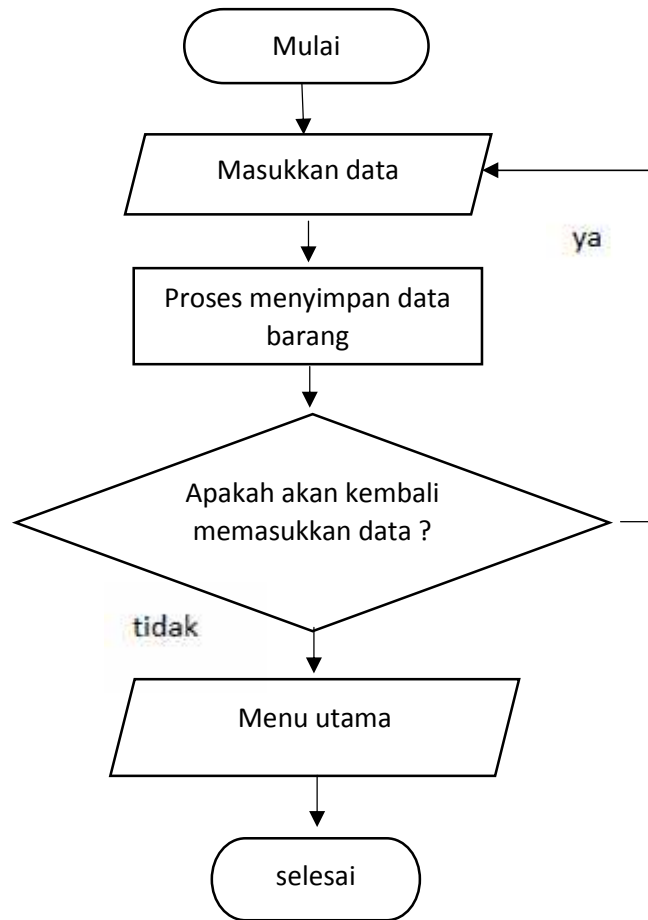 Mulai
Masukkan data
ya
Proses menyimpan data
barang
Apakah akan kembali
memasukkan data ?
tidak
Menu utama
selesai